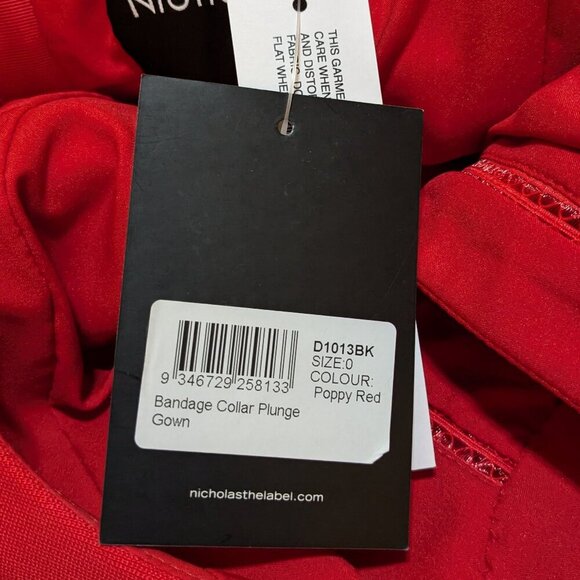 THIS GARME
CARE WHEN
AND DISTO
FABRIC. DO
FLAT WHE
D1013BK
SIZE:0
COLOUR:
Poppy Red
9 346729 258133
Bandage Collar Plunge
Gown
nicholasthelabel.com